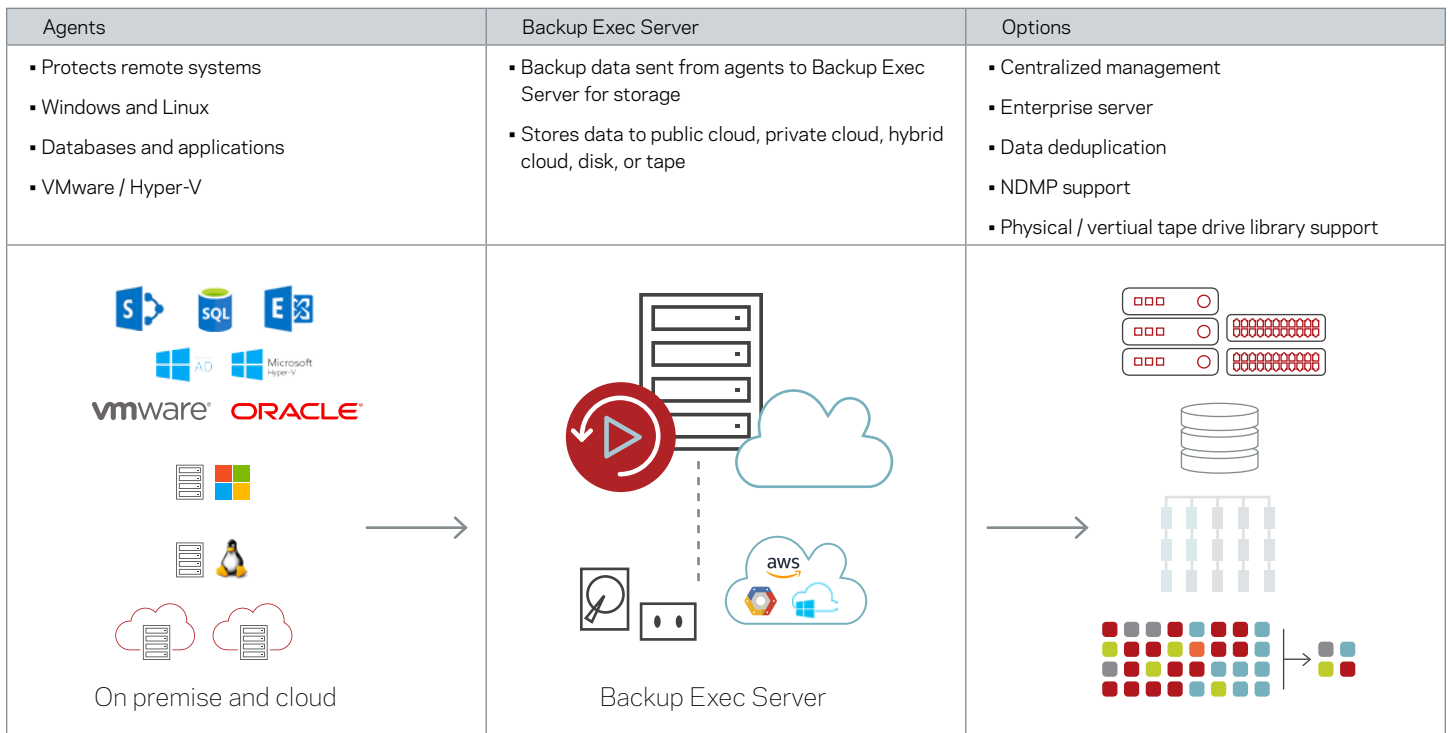 Agents
Backup Exec Server
Options
▪ Protects remote systems
▪ Windows and Linux
▪ Databases and applications
▪ VMware / Hyper-V
▪ Backup data sent from agents to Backup Exec
Server for storage
▪ Stores data to public cloud, private cloud, hybrid
cloud, disk, or tape
▪ Centralized management
▪ Enterprise server
▪ Data deduplication
▪ NDMP support
▪ Physical / vertiual tape drive library support
S
SQL
E
AD
Microsoft
Hyper-V
vmware®
ORACLE®
aws
On premise and cloud
Backup Exec Server